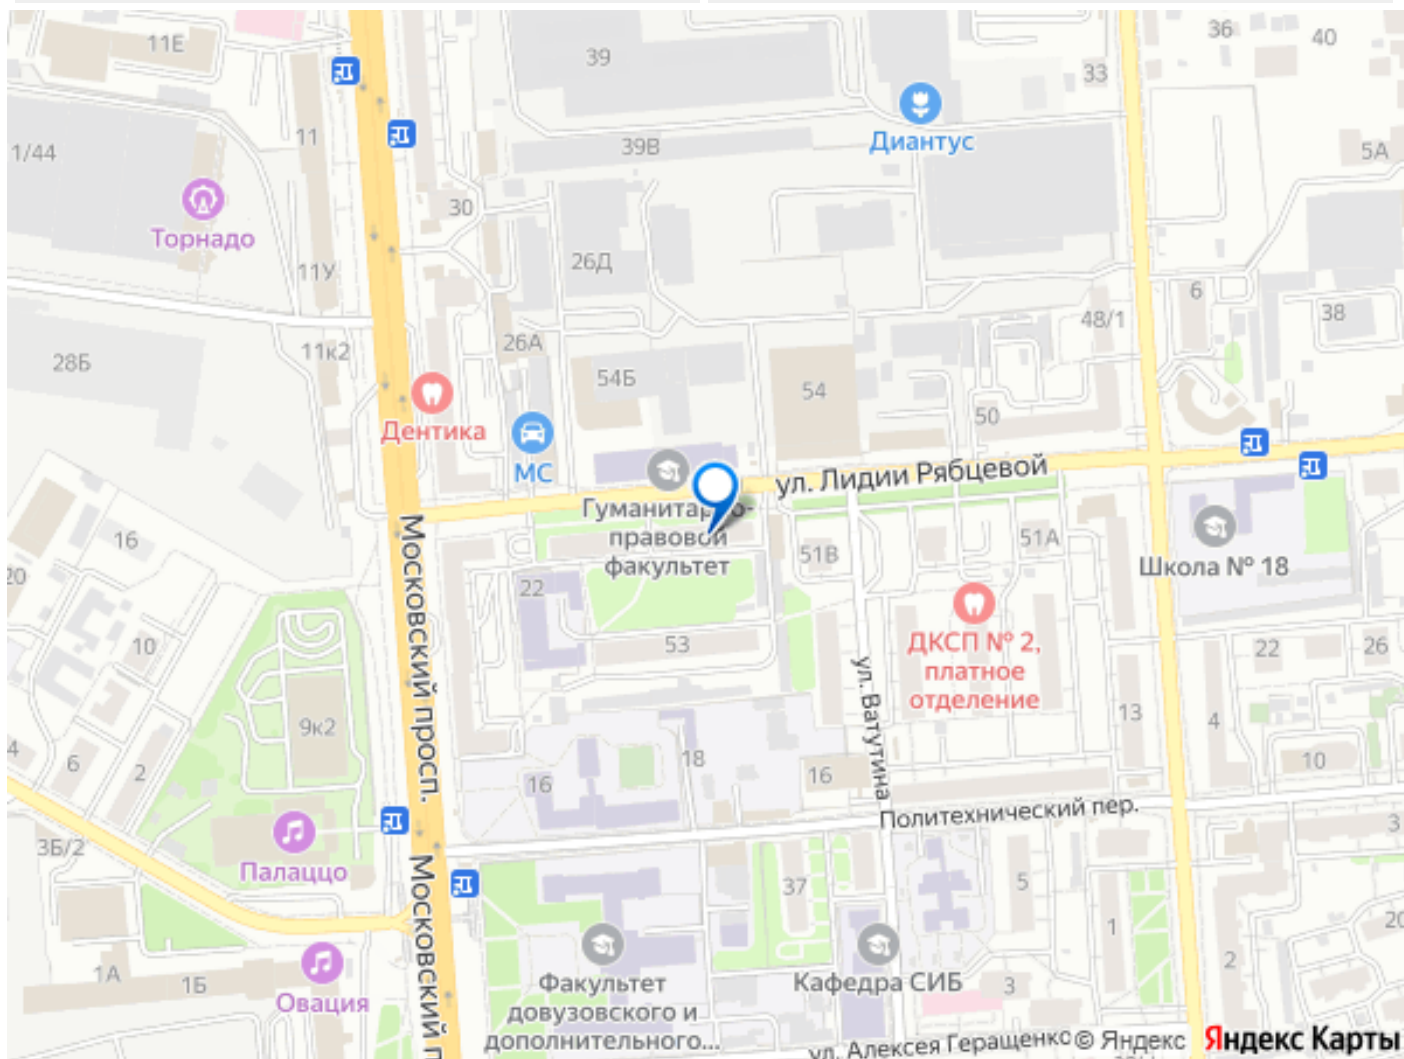 11Е
36
40
39
33
Диантус
11
1/44
39В
5А
Торнадо
30
26Д
11У
6
48/1
38
26А
11к2
28Б
54Б
54
Дентика
50
МС
ул. Лидии Рябцевой
Гуманитарно-
правовой
факультет
16
51В
51А
Школа № 18
20
22
ДКСП № 2,
платное
отделение
10
53
22
26
Московский просп.
ул. Ватутина
9к2
13
4
4
6
2
18
16
16
10
Политехнический пер.
3
3Б/2
Палаццо
Московский п
37
5
1
20
2
1А
1Б
Овация
Факультет
довузовского и
дополнительного...
Кафедра СИБ
3
ул. Алексея Геращенко
© Яндекс
Яндекс Карты